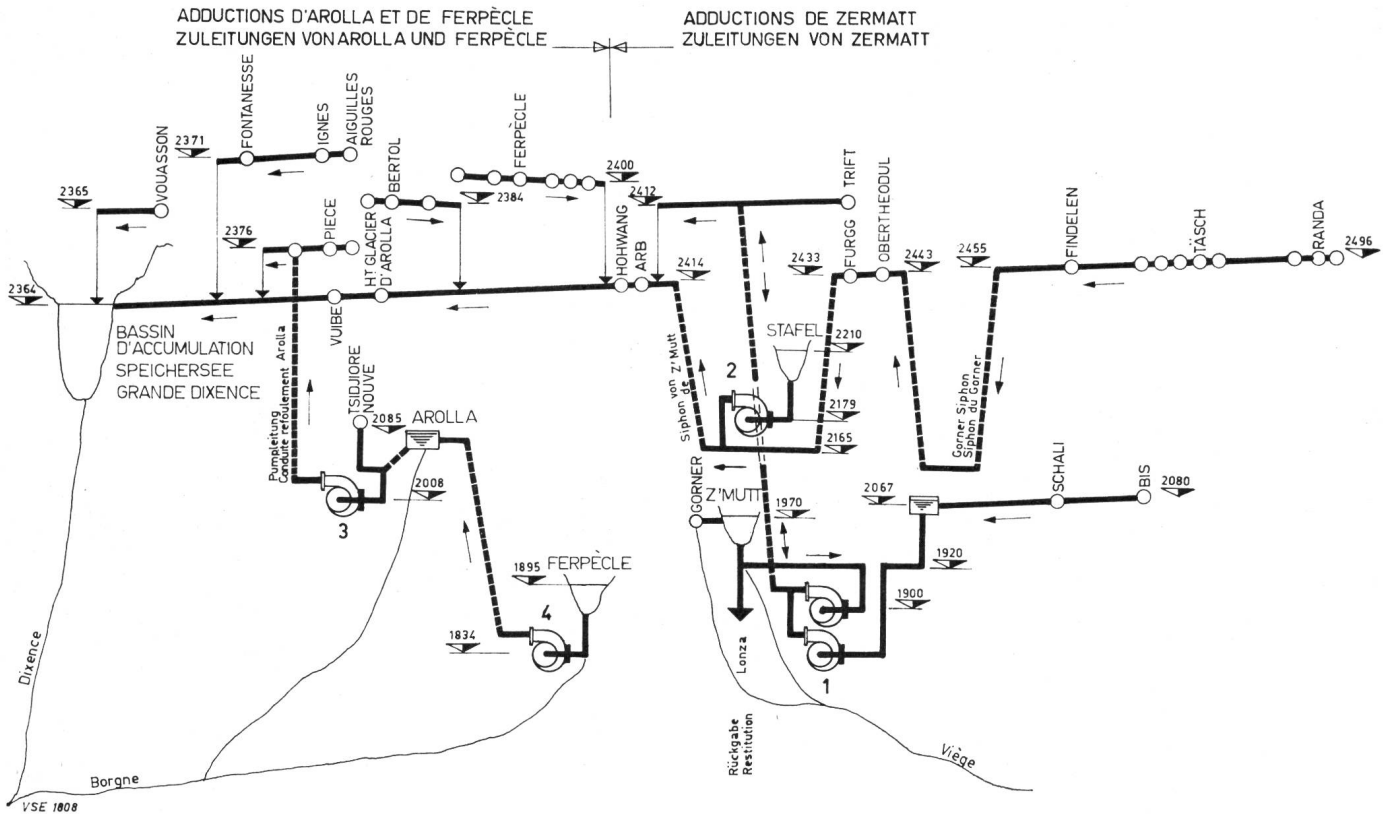 ADDUCTIONS D'AROLLA ET DE FERPÈCLE
ZULEITUNGEN VON AROLLA UND FERPÈCLE
ADDUCTIONS DE ZERMATT
ZULEITUNGEN VON ZERMATT
VOUASSON
FONTANESSE
IGNES
AIGUILLES
ROUGES
BERTOL
FERPÈCLE
TRIFT
FURGG
OBERTHEODUL
FINDELEN
TÄSCH
RANDA
2365
2371
2376
PIECE
HT GLACIER
D'AROLLA
2384
2400
2412
HOHWANG
ARB
2414
2433
2443
2455
2496
2364
BASSIN
D'ACCUMULATION
SPEICHERSEE
GRANDE DIXENCE
VUIBE
Pumpleitung
Conduite refoulement Arolla
TSIDJIORE
NOUVE
2085
AROLLA
2008
3
Siphon von Z'Mutt
Siphon de
2
STAFEL
2210
2179
2165
Gorner Siphon
Siphon du Gorner
GORNER
Z'MUTT
1970
2067
SCHALI
BIS
2080
1920
1900
1895
FERPÈCLE
4
1834
Lonza
1
Rückgabe
Restitution
Dixence
Borgne
Viège
VSE 1808